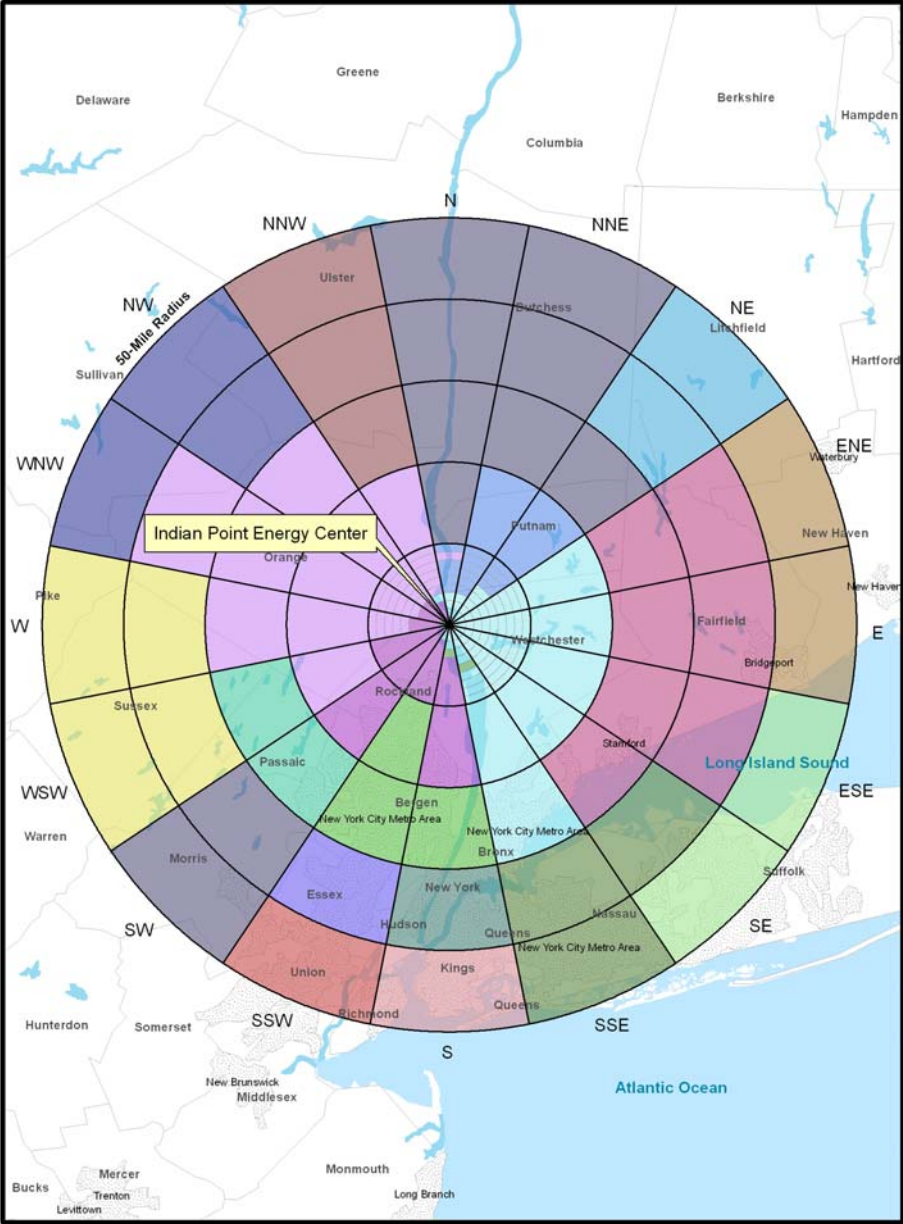 Greene
Delaware
Berkshire
Hampden
Columbia
N
NNW
NNE
Ulster
NW
50-Mile Radius
Dutchess
NE
Litchfield
Hartford
Sullivan
ENE
Waterbury
WNW
Putnam
Indian Point Energy Center
New Haven
Orange
New Haven
Pike
W
Fairfield
E
Westchester
Bridgeport
Rockland
Sussex
Stamford
Passaic
Long Island Sound
WSW
ESE
Bergen
New York City Metro Area
New York City Metro Area
Warren
Bronx
Morris
Suffolk
New York
Essex
Nassau
Hudson
SW
Queens
SE
New York City Metro Area
Kings
Union
Queens
Richmond
SSW
SSE
Hunterdon
Somerset
S
New Brunswick
Middlesex
Atlantic Ocean
Monmouth
Mercer
Bucks
Trenton
Long Branch
Levittown